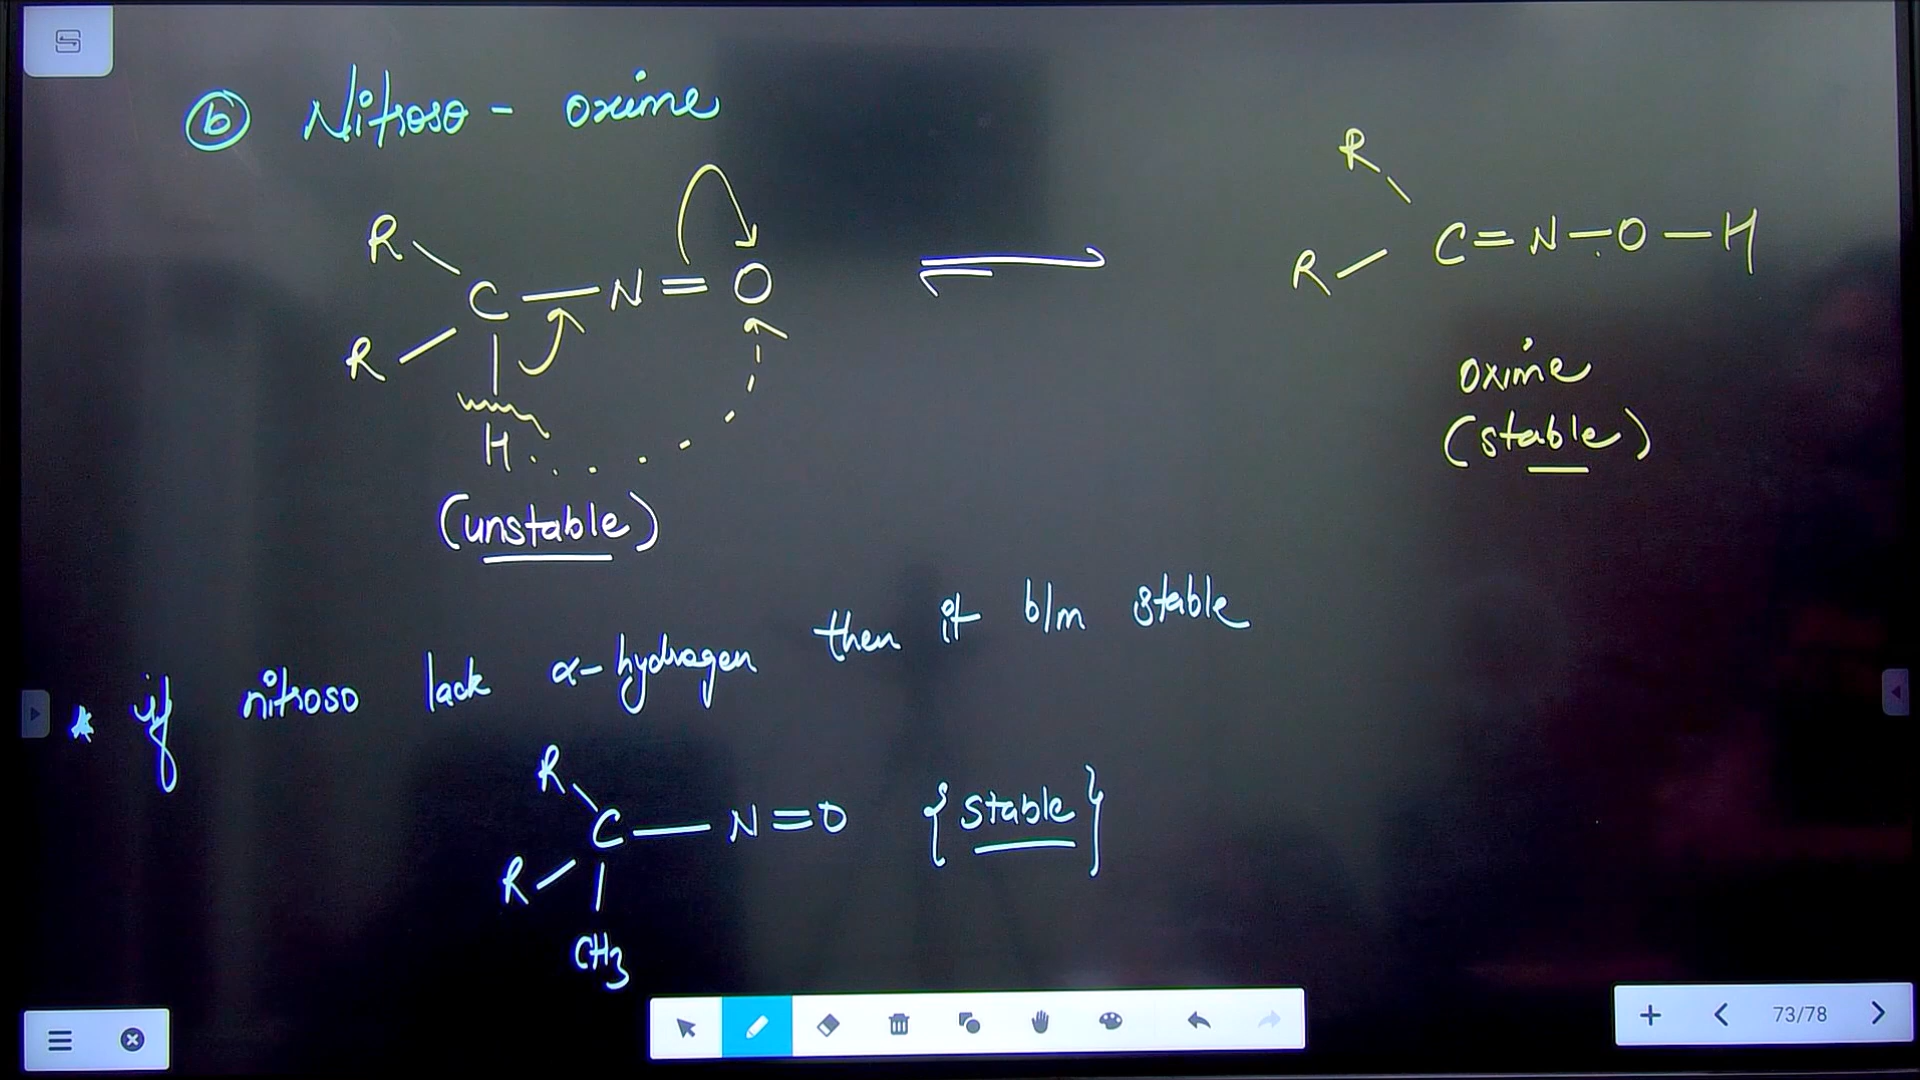 ⓑ Nitroso - oxime
R
R
C — N = O
H
(unstable)
R
R
C = N — O — H
oxime
(stable)
* if nitroso lack α-hydrogen then it b/m stable
R
C — N = O {stable}
R
CH3
73/78